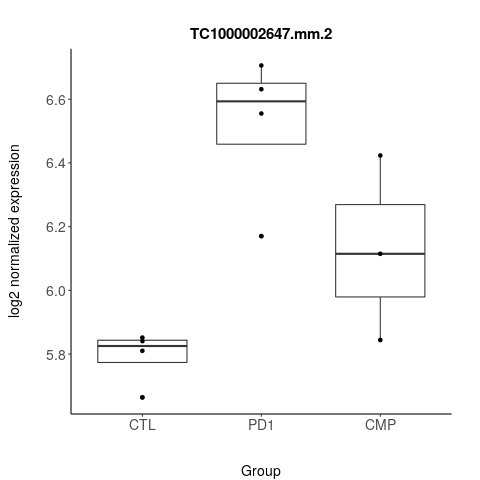 TC1000002647.mm.2
log2 normalized expression
6.6
6.4
6.2
6.0
5.8
CTL PD1 CMP
Group